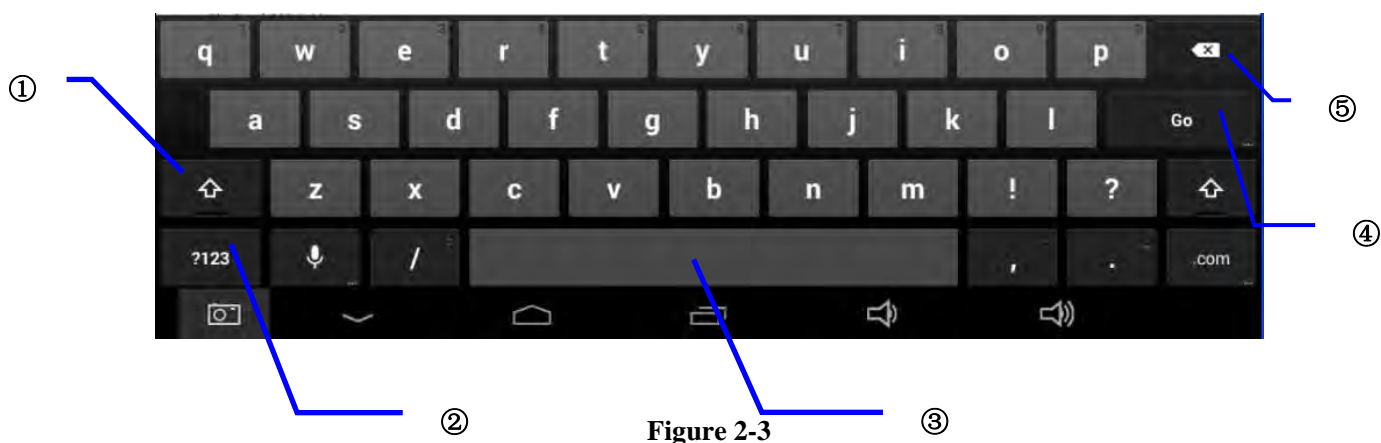 q w e r t y u i o p
① ⑤
a s d f g h j k l Go
z x c v b n m ! ?
④
?123 / , . .com
② ③
Figure 2-3